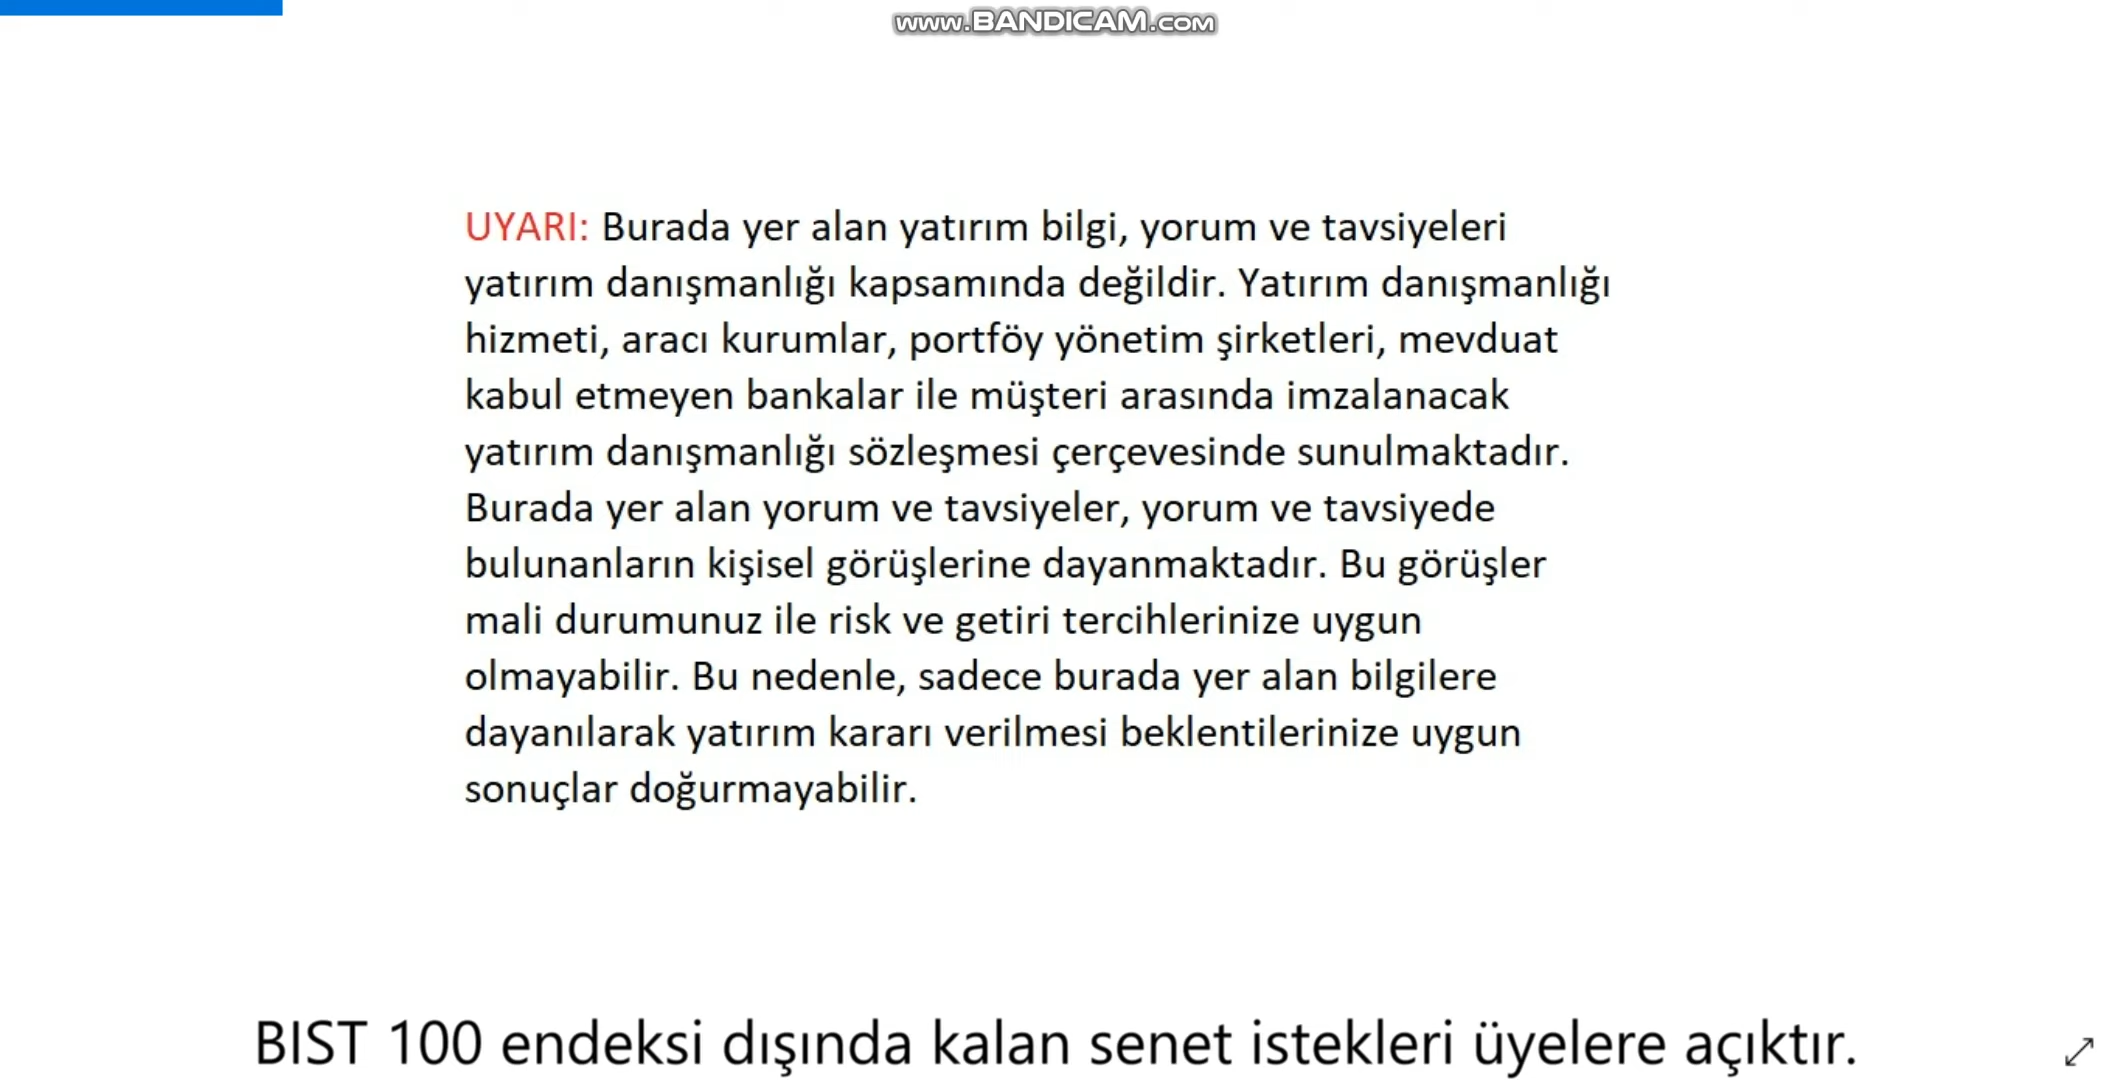 www.BANDICAM.com
UYARI: Burada yer alan yatırım bilgi, yorum ve tavsiyeleri
yatırım danışmanlığı kapsamında değildir. Yatırım danışmanlığı
hizmeti, aracı kurumlar, portföy yönetim şirketleri, mevduat
kabul etmeyen bankalar ile müşteri arasında imzalanacak
yatırım danışmanlığı sözleşmesi çerçevesinde sunulmaktadır.
Burada yer alan yorum ve tavsiyeler, yorum ve tavsiyede
bulunanların kişisel görüşlerine dayanmaktadır. Bu görüşler
mali durumunuz ile risk ve getiri tercihlerinize uygun
olmayabilir. Bu nedenle, sadece burada yer alan bilgilere
dayanılarak yatırım kararı verilmesi beklentilerinize uygun
sonuçlar doğurmayabilir.
BIST 100 endeksi dışında kalan senet istekleri üyelere açıktır.